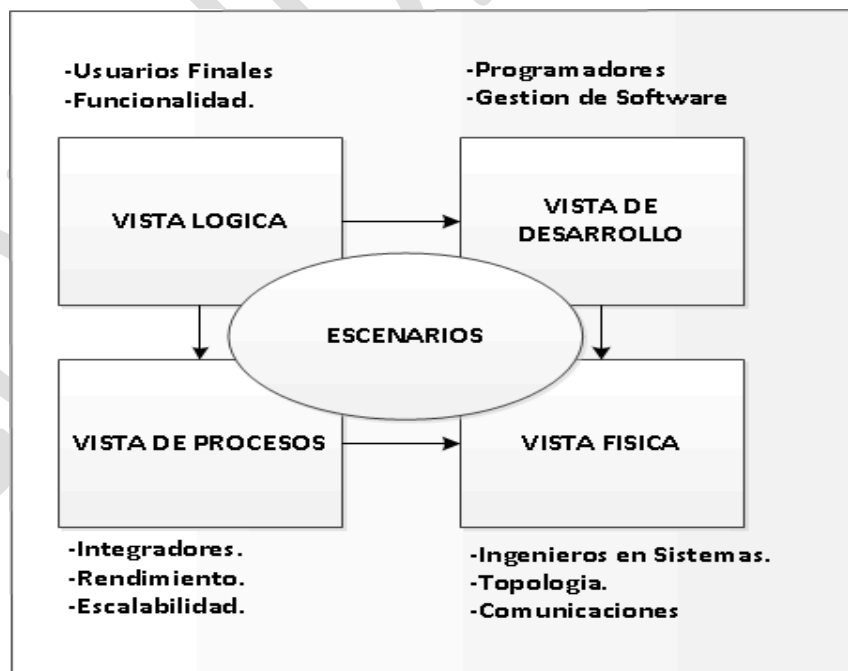 -Usuarios Finales
-Funcionalidad.
-Programadores
-Gestion de Software
VISTA LOGICA
VISTA DE
DESARROLLO
ESCENARIOS
VISTA DE PROCESOS
VISTA FISICA
-Integradores.
-Rendimiento.
-Escalabilidad.
-Ingenieros en Sistemas.
-Topologia.
-Comunicaciones